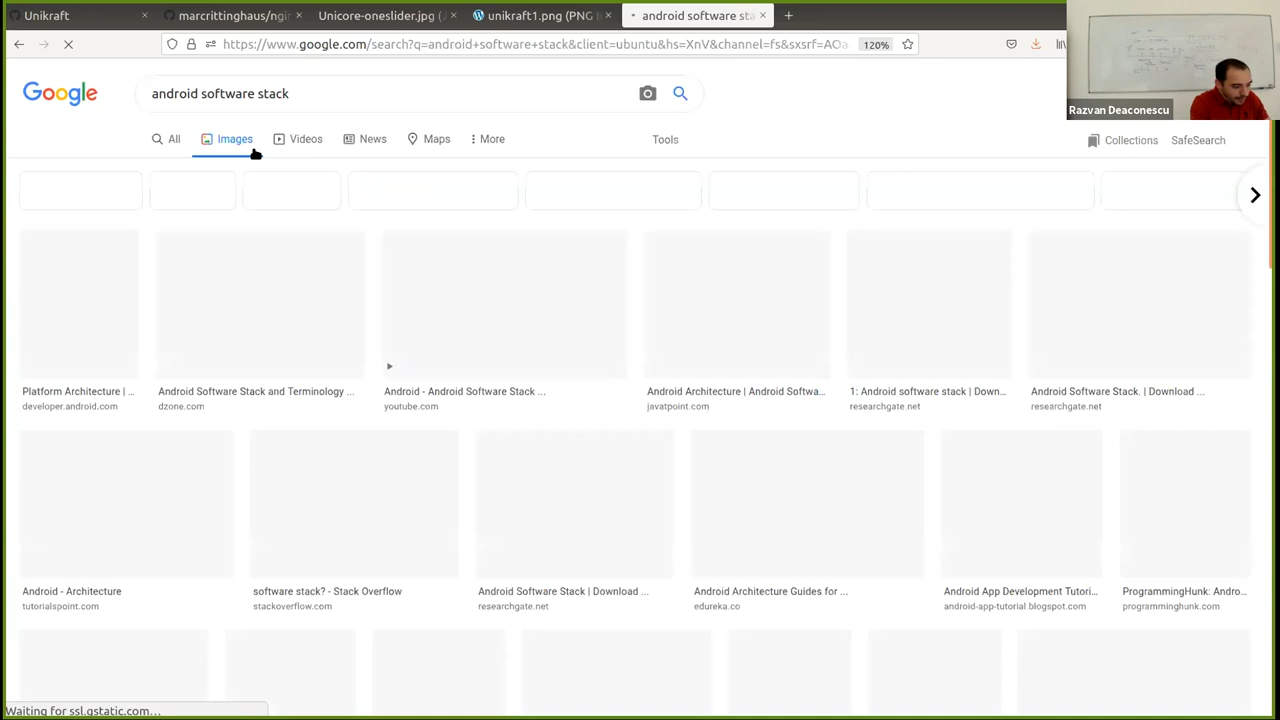 Unikraft
marcrittinghaus/ngin
Unicore-oneslider.jpg (J
unikraft1.png (PNG I
android software sta
https://www.google.com/search?q=android+software+stack&client=ubuntu&hs=XnV&channel=fs&sxsrf=AOa
120%
Razvan Deaconescu
Google
android software stack
All
Images
Videos
News
Maps
More
Tools
Collections
SafeSearch
Platform Architecture | ...
developer.android.com
Android Software Stack and Terminology ...
dzone.com
Android - Android Software Stack ...
youtube.com
Android Architecture | Android Softwa...
javatpoint.com
1: Android software stack | Down...
researchgate.net
Android Software Stack. | Download ...
researchgate.net
Android - Architecture
tutorialspoint.com
software stack? - Stack Overflow
stackoverflow.com
Android Software Stack | Download ...
researchgate.net
Android Architecture Guides for ...
edureka.co
Android App Development Tutori...
android-app-tutorial.blogspot.com
ProgrammingHunk: Andro...
programminghunk.com
Waiting for ssl.gstatic.com...